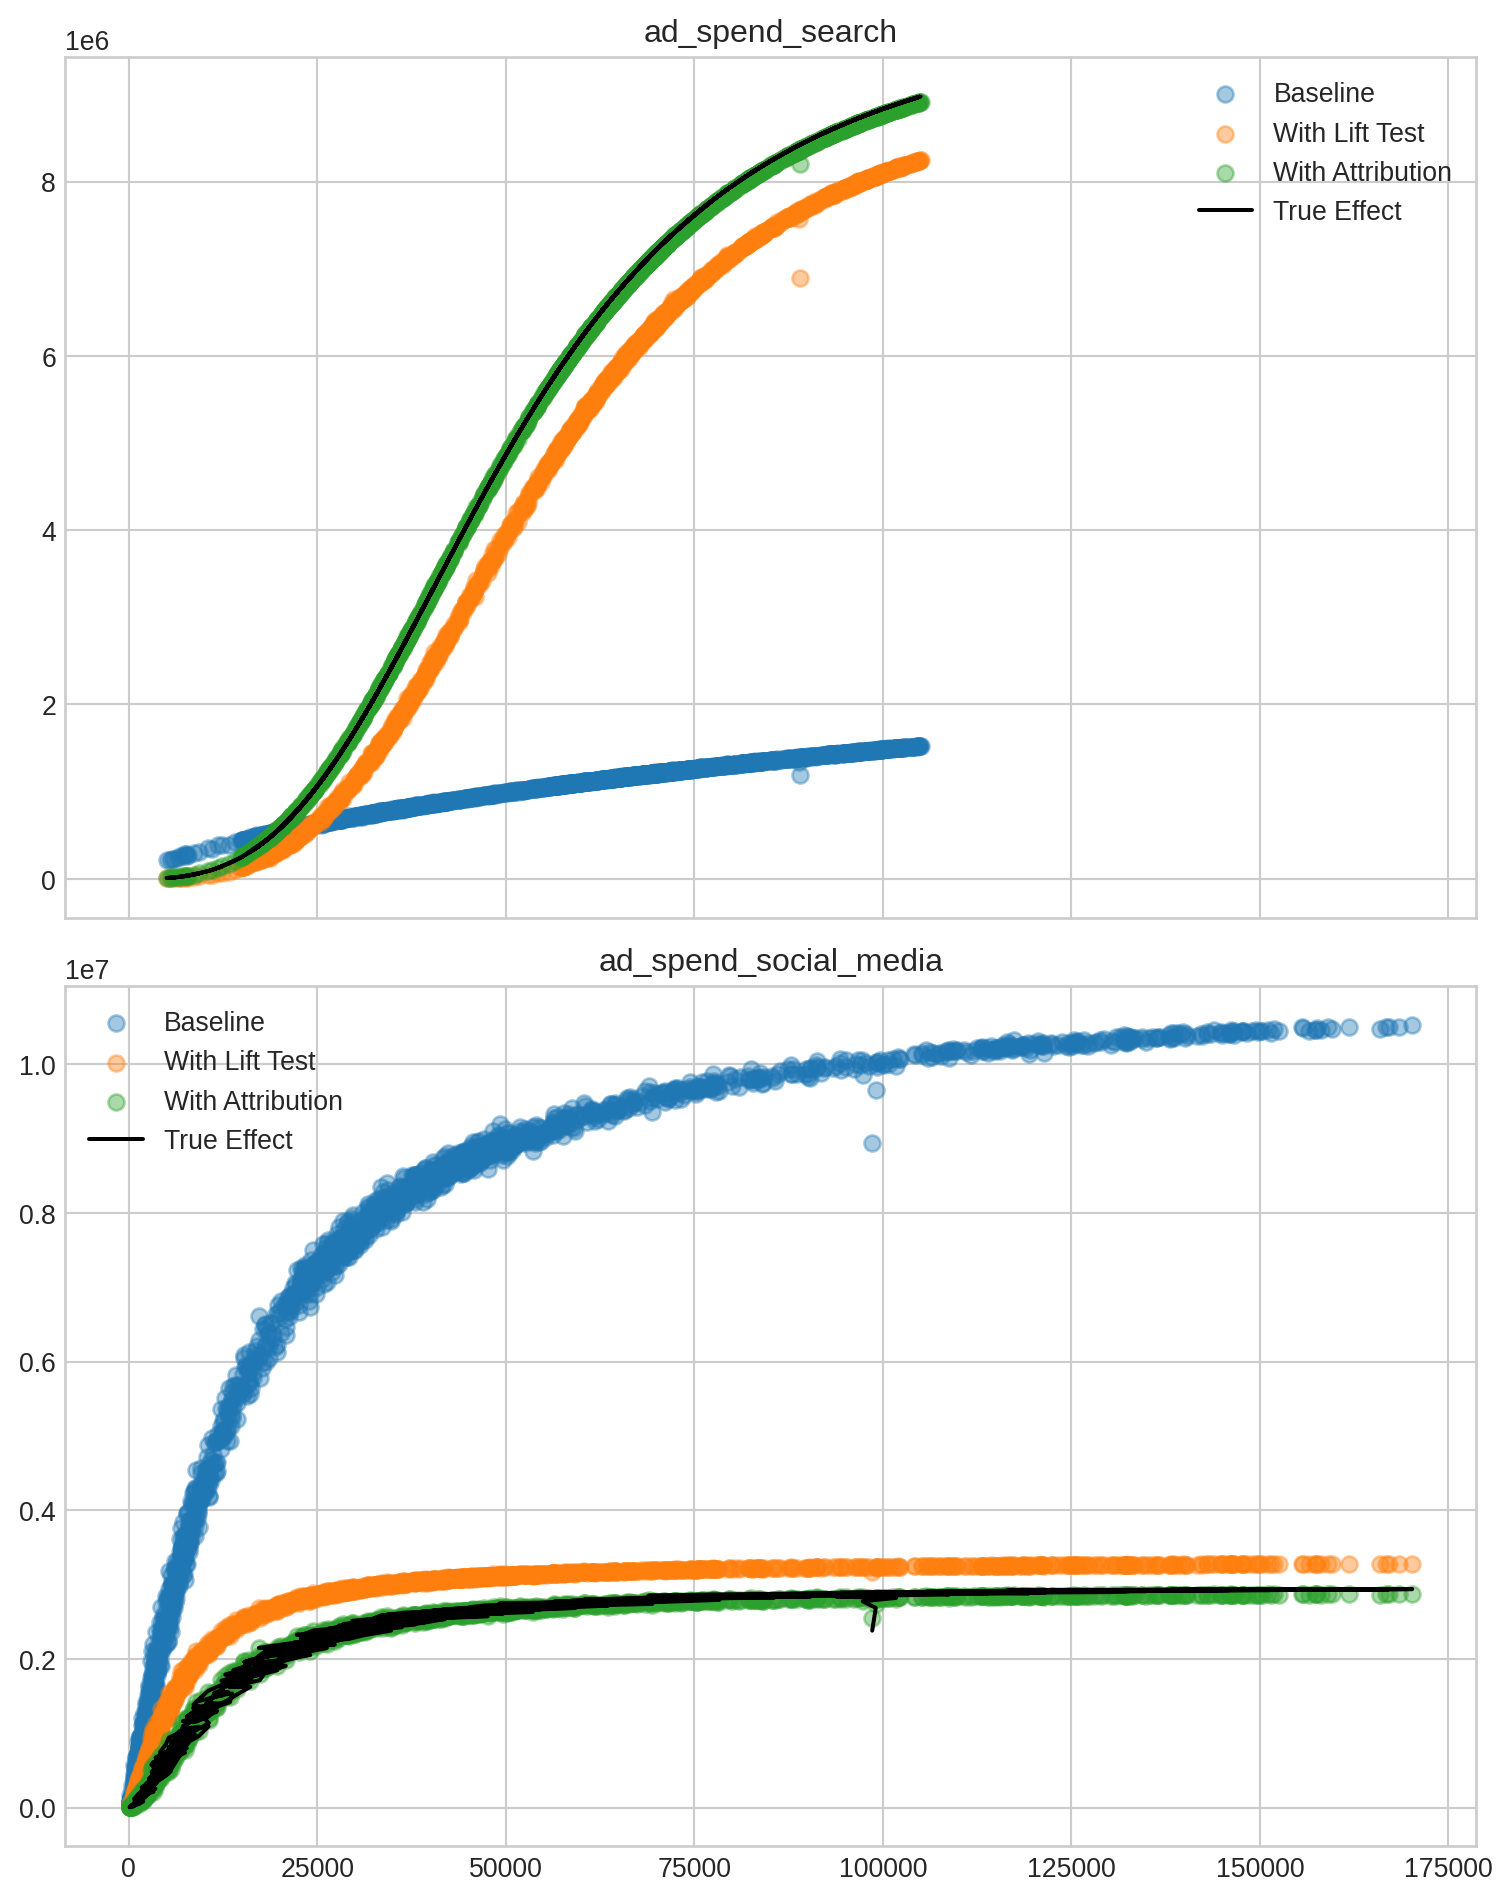 ad_spend_search
1e6
Baseline
With Lift Test
With Attribution
True Effect
8
6
4
2
0
ad_spend_social_media
1e7
Baseline
With Lift Test
With Attribution
True Effect
1.0
0.8
0.6
0.4
0.2
0.0
0 25000 50000 75000 100000 125000 150000 175000